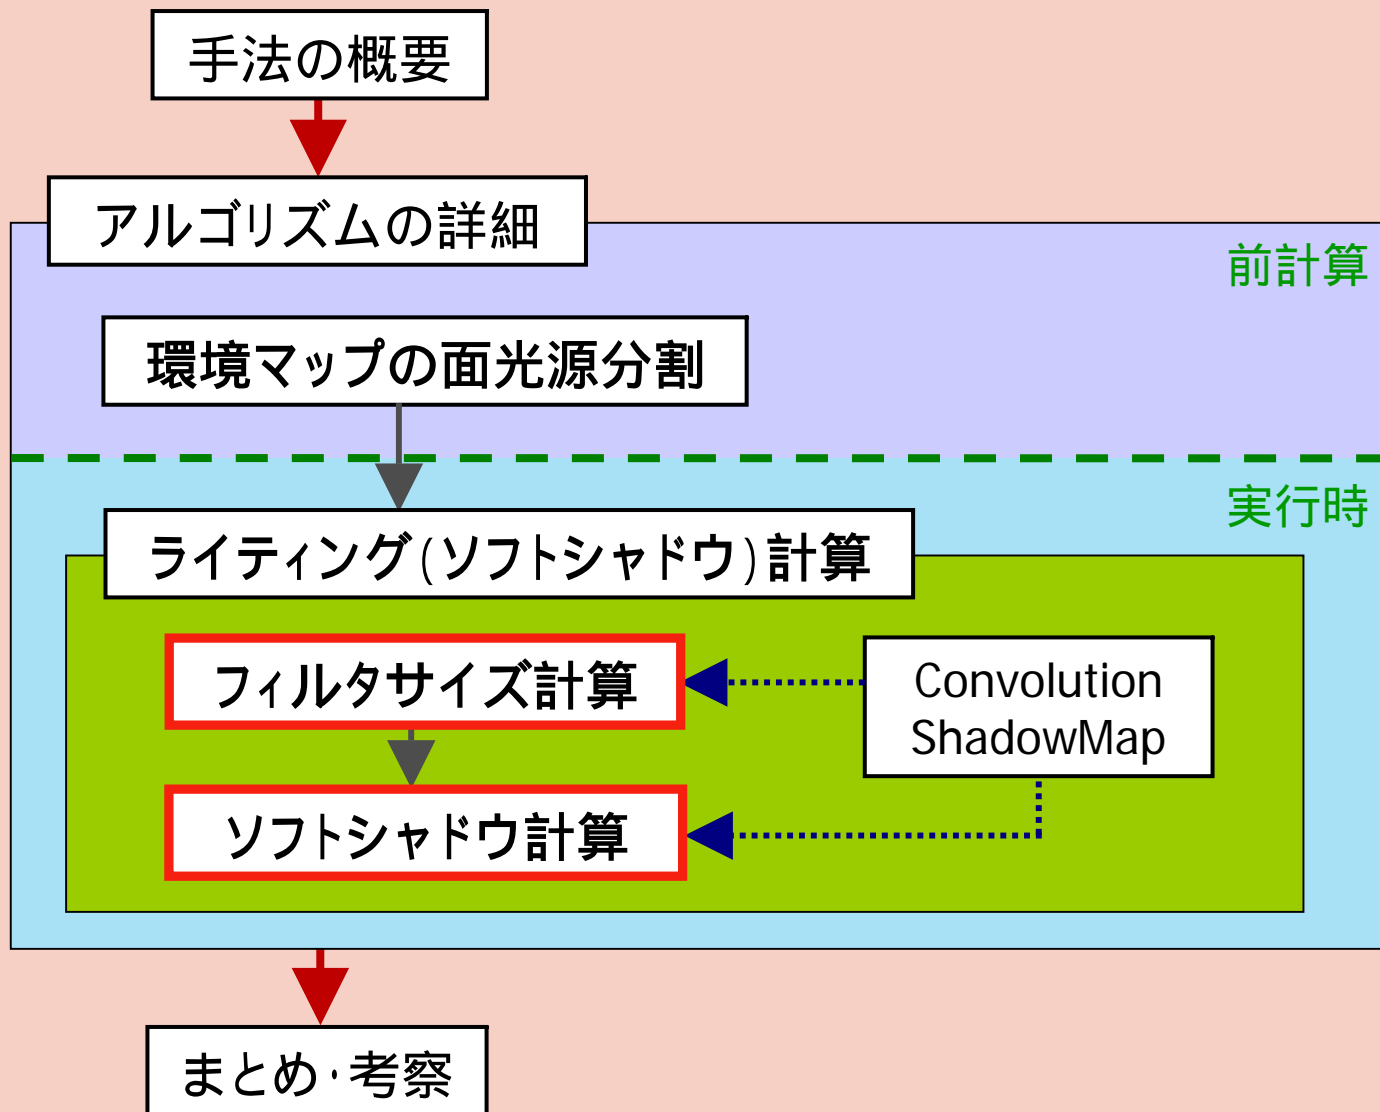 手法の概要
アルゴリズムの詳細
前計算
環境マップの面光源分割
実行時
ライティング(ソフトシャドウ)計算
フィルタサイズ計算
Convolution
ShadowMap
ソフトシャドウ計算
まとめ・考察